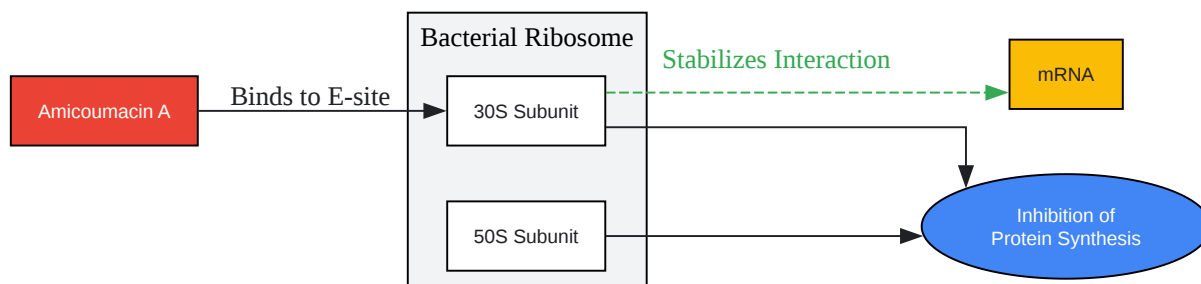 Bacterial Ribosome
Amicoumacin A
Binds to E-site
30S Subunit
Stabilizes Interaction
mRNA
50S Subunit
Inhibition of
Protein Synthesis